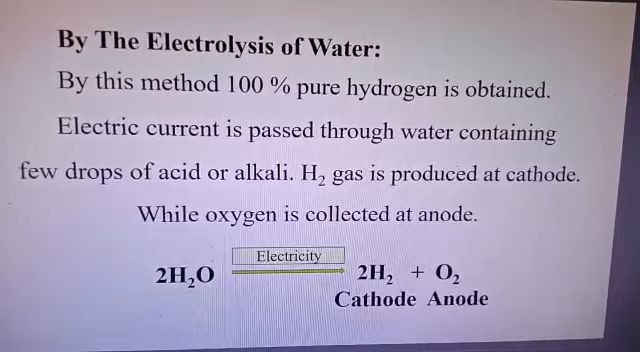 By The Electrolysis of Water:
By this method 100 % pure hydrogen is obtained.
Electric current is passed through water containing
few drops of acid or alkali. H₂ gas is produced at cathode.
While oxygen is collected at anode.
Electricity
2H₂O 2H₂ + O₂
Cathode Anode